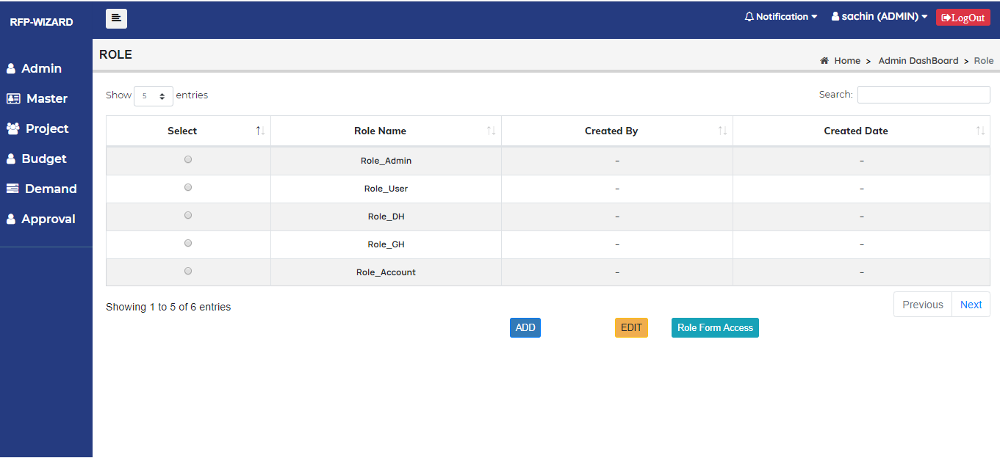 RFP-WIZARD
Notification
sachin (ADMIN)
LogOut
Admin
Master
Project
Budget
Demand
Approval
ROLE
Home > Admin DashBoard > Role
Show 5 entries
Search:
Select Role Name Created By Created Date
Role_Admin - -
Role_User - -
Role_DH - -
Role_GH - -
Role_Account - -
Showing 1 to 5 of 6 entries
Previous Next
ADD EDIT Role Form Access